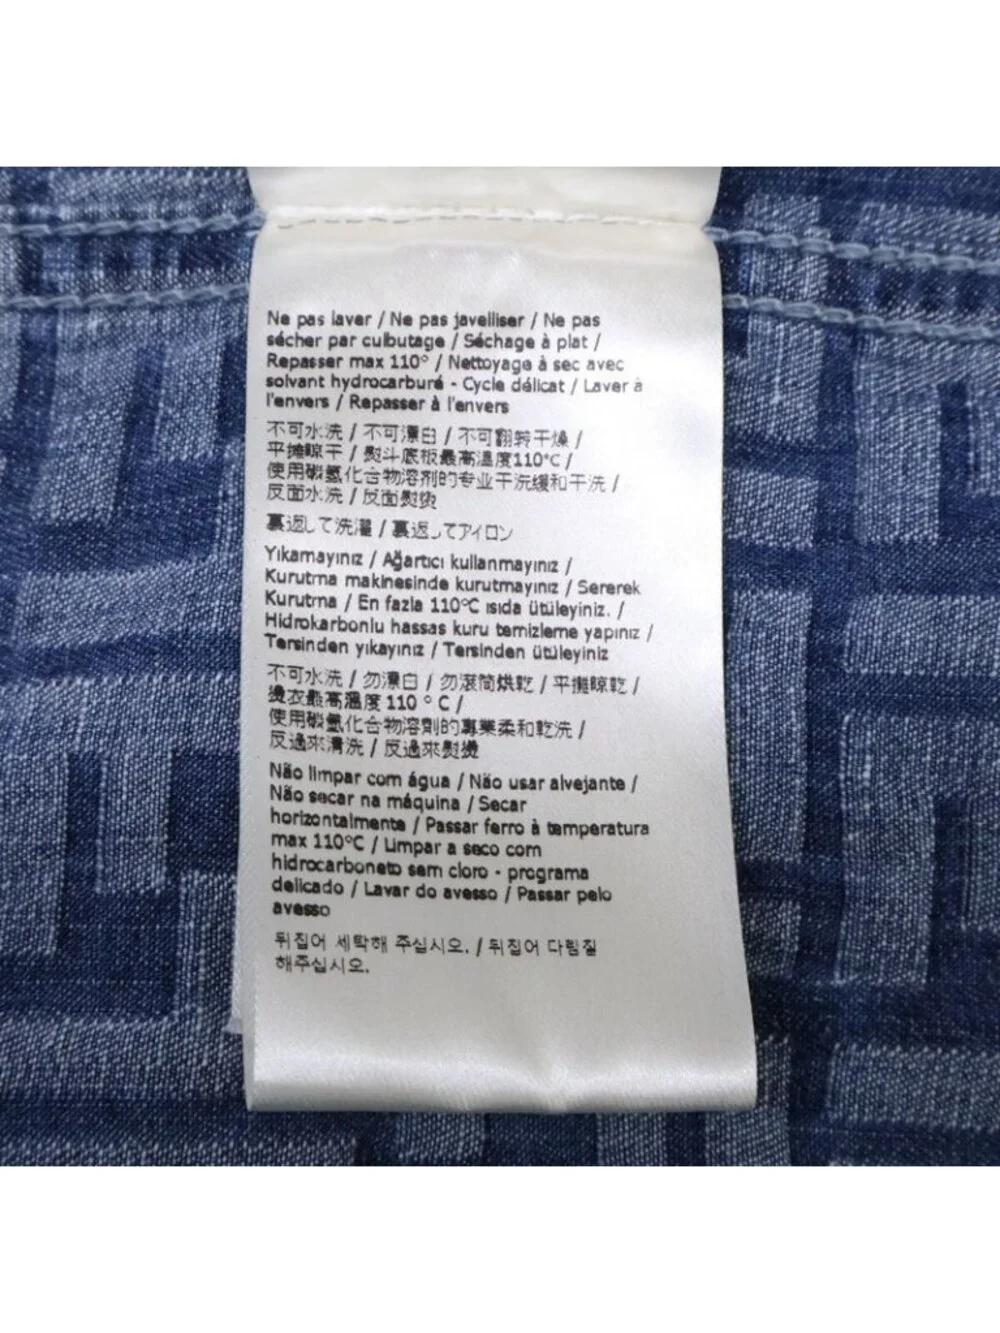 Ne pas laver / Ne pas javelliser / Ne pas
sécher par culbutage / Séchage à plat /
Repasser max 110° / Nettoyage à sec avec
solvant hydrocarburé - Cycle délicat / Laver à
l'envers / Repasser à l'envers
不可水洗 / 不可漂白 / 不可翻转干燥 /
平摊晾干 / 熨斗底板最高温度110°C /
使用碳氢化合物溶剂的专业干洗缓和干洗 /
反面水洗 / 反面熨烫
裏返して洗濯 / 裏返してアイロン
Yıkamayınız / Ağartıcı kullanmayınız /
Kurutma makinesinde kurutmayınız / Sererek
Kurutma / En fazla 110°C ısıda ütüleyiniz. /
Hidrokarbonlu hassas kuru temizleme yapınız /
Tersinden yıkayınız / Tersinden ütüleyiniz
不可水洗 / 勿漂白 / 勿滾筒烘乾 / 平攤晾乾 /
燙衣最高溫度 110 ° C /
使用碳氫化合物溶劑的專業柔和乾洗 /
反過來清洗 / 反過來熨燙
Não limpar com água / Não usar alvejante /
Não secar na máquina / Secar
horizontalmente / Passar ferro à temperatura
max 110°C / Limpar a seco com
hidrocarboneto sem cloro - programa
delicado / Lavar do avesso / Passar pelo
avesso
뒤집어 세탁해 주십시오. / 뒤집어 다림질
해주십시오.